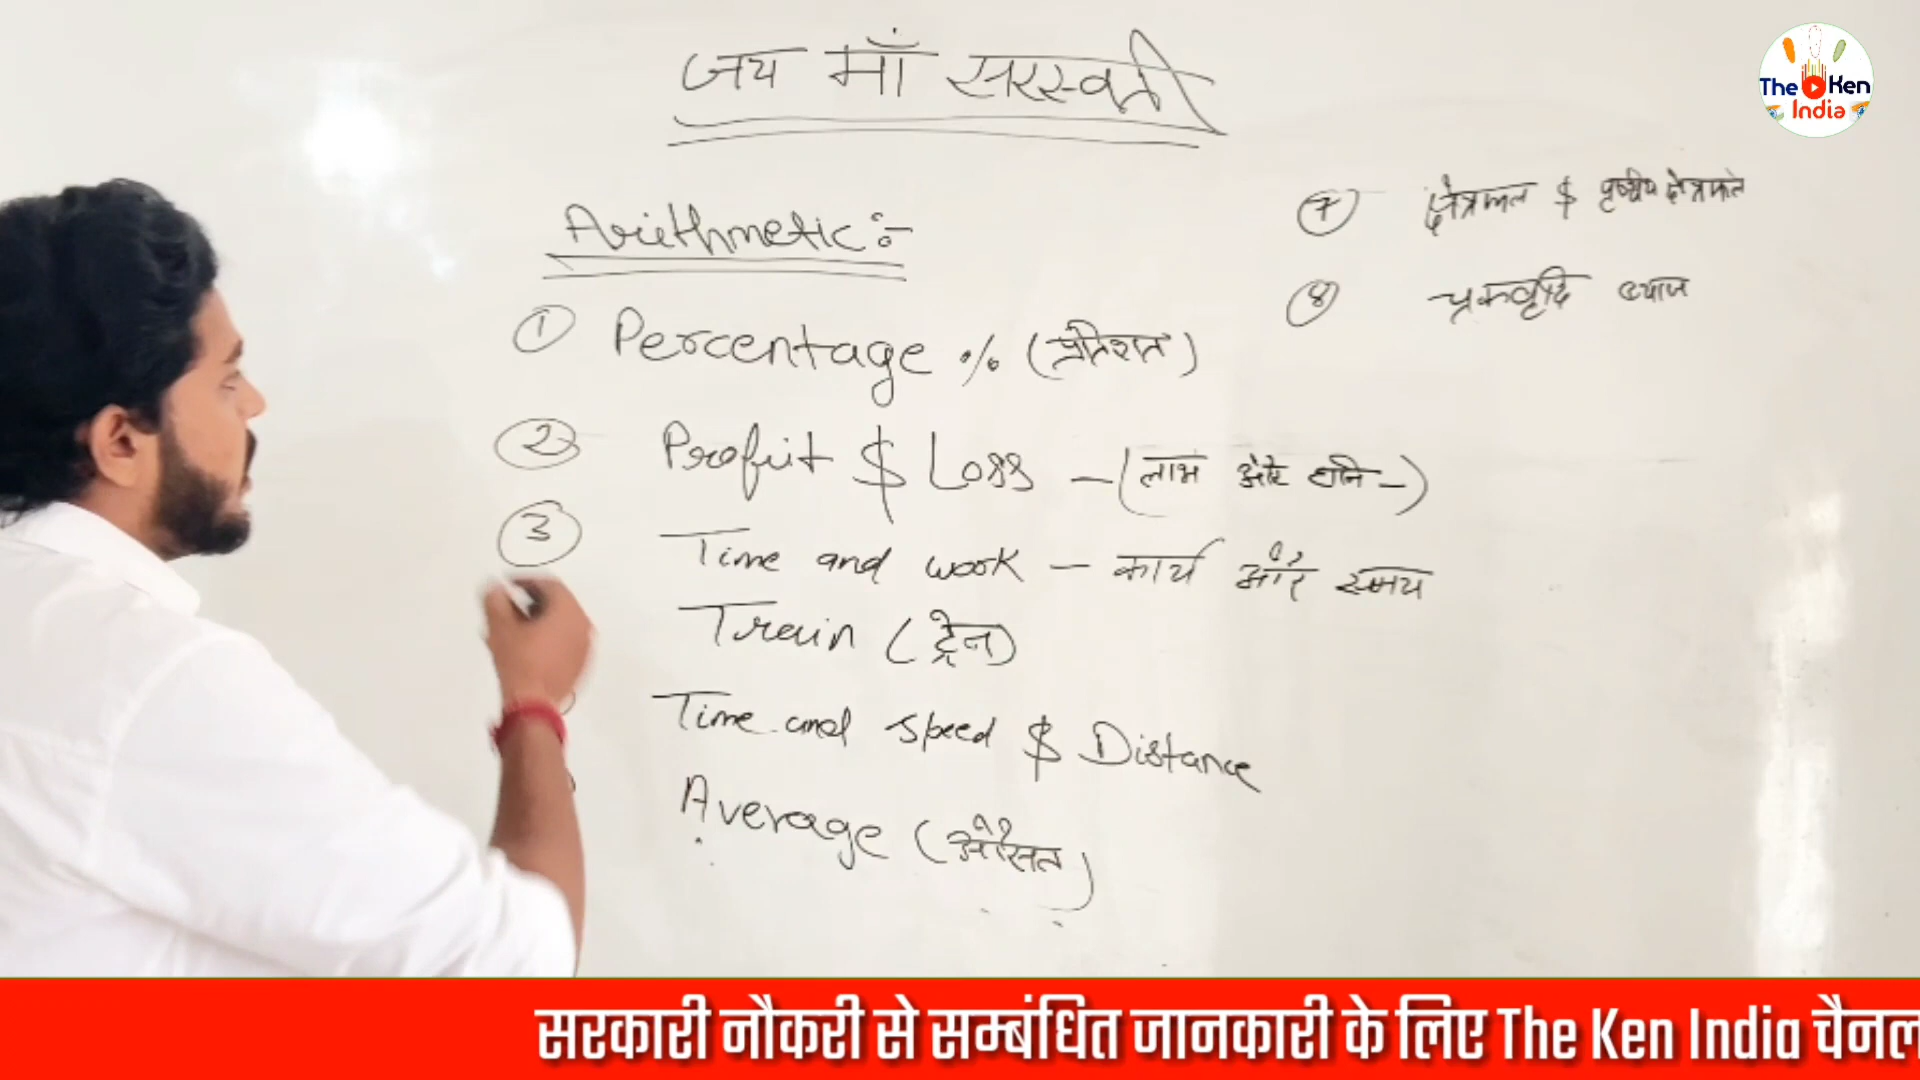 जय माँ सरस्वती
Arithmetic:-
① Percentage % (प्रतिशत)
② Profit $ Loss - (लाभ और हानि -)
③ Time and work - कार्य और समय
Train (ट्रेन)
Time and speed $ Distance
Average (औसत)
⑦ क्षेत्रफल $ पृष्ठीय क्षेत्रफल
⑧ चक्रवृद्धि ब्याज
The Ken
India
सरकारी नौकरी से सम्बंधित जानकारी के लिए The Ken India चैनल